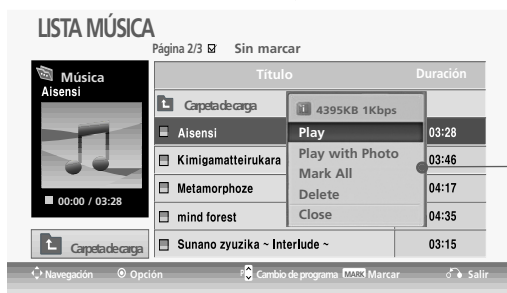 LISTA MÚSICA
Página 2/3 Sin marcar
Música
Aisensi
00:00 / 03:28
Carpeta de carga
Título Duración
Carpeta de carga
Aisensi 03:28
Kimigamatteirukara 03:46
Metamorphoze 04:17
mind forest 04:35
Sunano zyuzika ~ Interlude ~ 03:15
4395KB 1Kbps
Play
Play with Photo
Mark All
Delete
Close
Navegación Opción P Cambio de programa MARK Marcar Salir